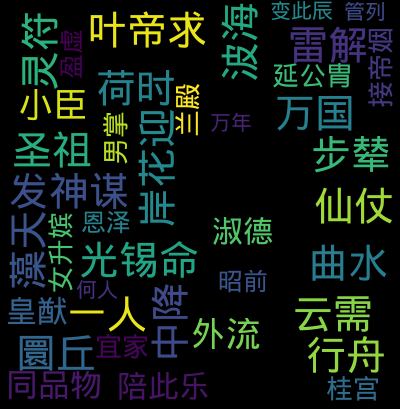 变此辰
管列
叶帝求
波海
灵符
盈虚
雷解
接帝姻
延公胄
荷时
小臣
兰殿
万国
男掌
迎
万年
圣祖
岸花
步辇
发神谋
仙仗
天藻
女升嫔
恩泽
淑德
光锡命
曲水
昭前
何人
皇猷
一人
中降
云需
外流
圜丘
宜家
行舟
同品物
陪此乐
桂宫